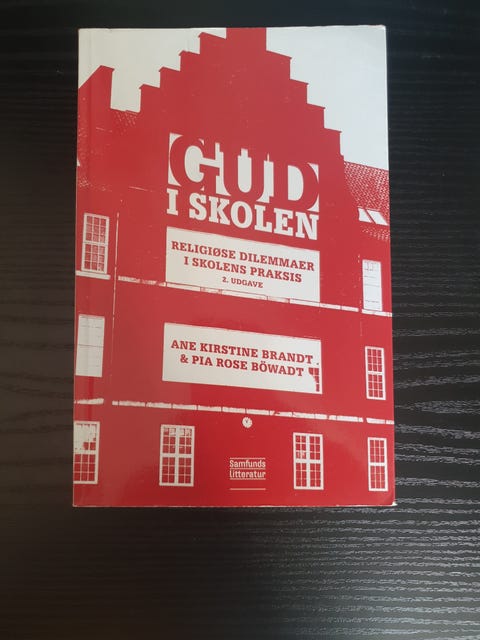 GUD
I SKOLEN
RELIGIØSE DILEMMAER
I SKOLENS PRAKSIS
2. UDGAVE
ANE KIRSTINE BRANDT
& PIA ROSE BÖWADT
Samfunds
litteratur